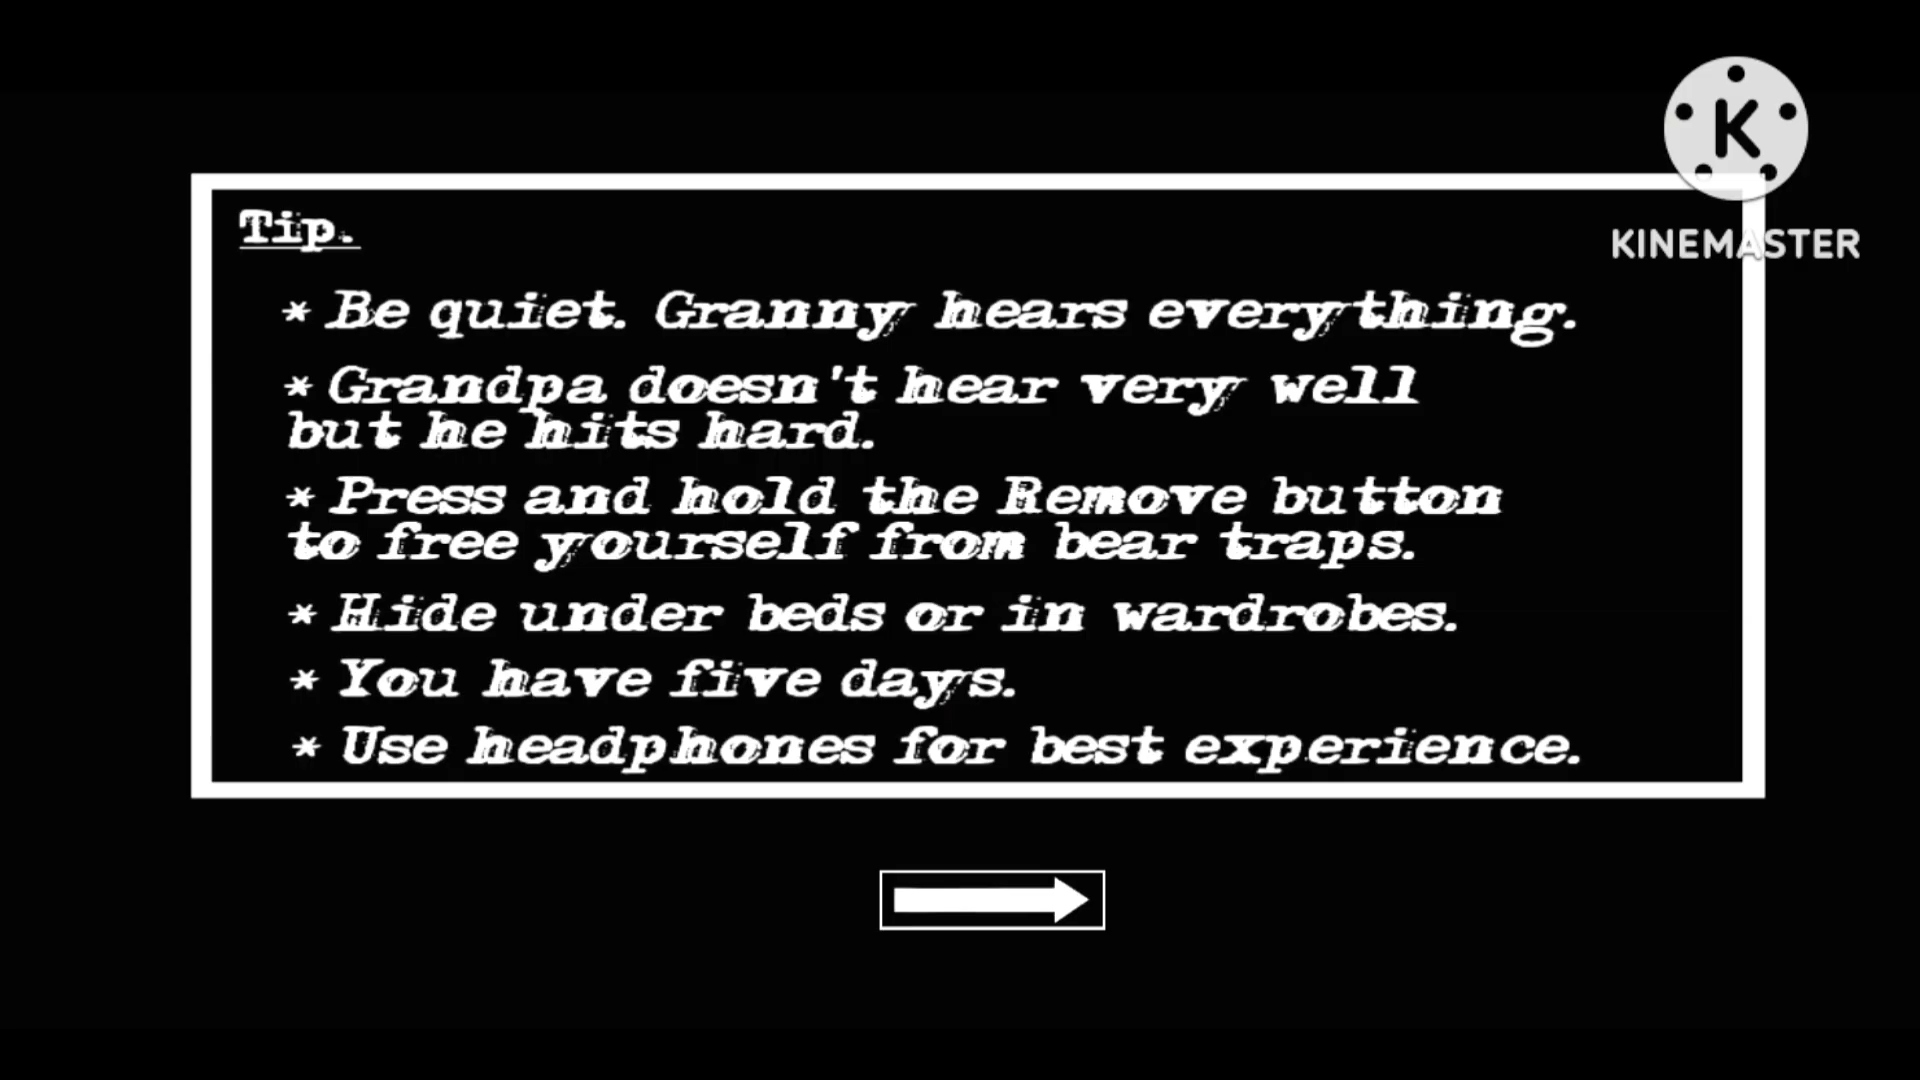 K
KINEMASTER
Tip.
* Be quiet. Granny hears everything.
* Grandpa doesn't hear very well
but he hits hard.
* Press and hold the Remove button
to free yourself from bear traps.
* Hide under beds or in wardrobes.
* You have five days.
* Use headphones for best experience.